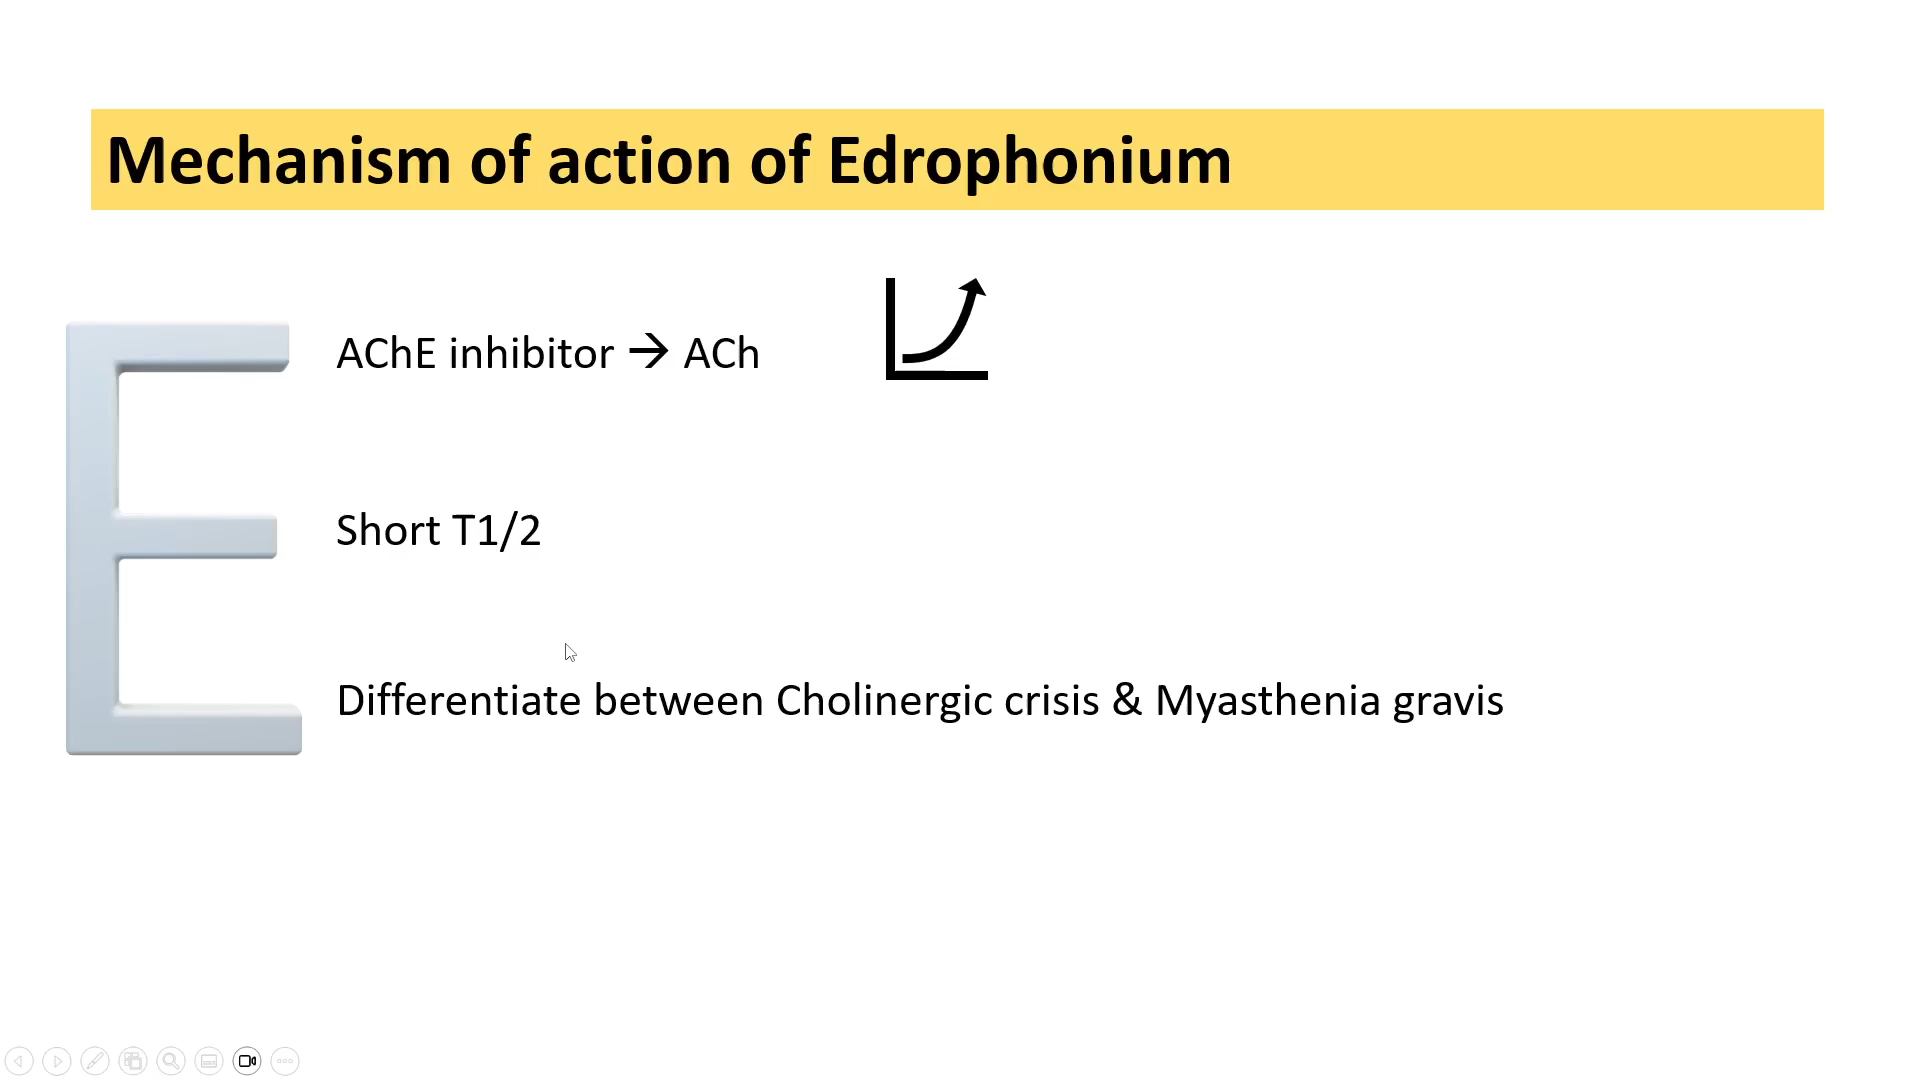 Mechanism of action of Edrophonium
E
AChE inhibitor → ACh
Short T1/2
Differentiate between Cholinergic crisis & Myasthenia gravis